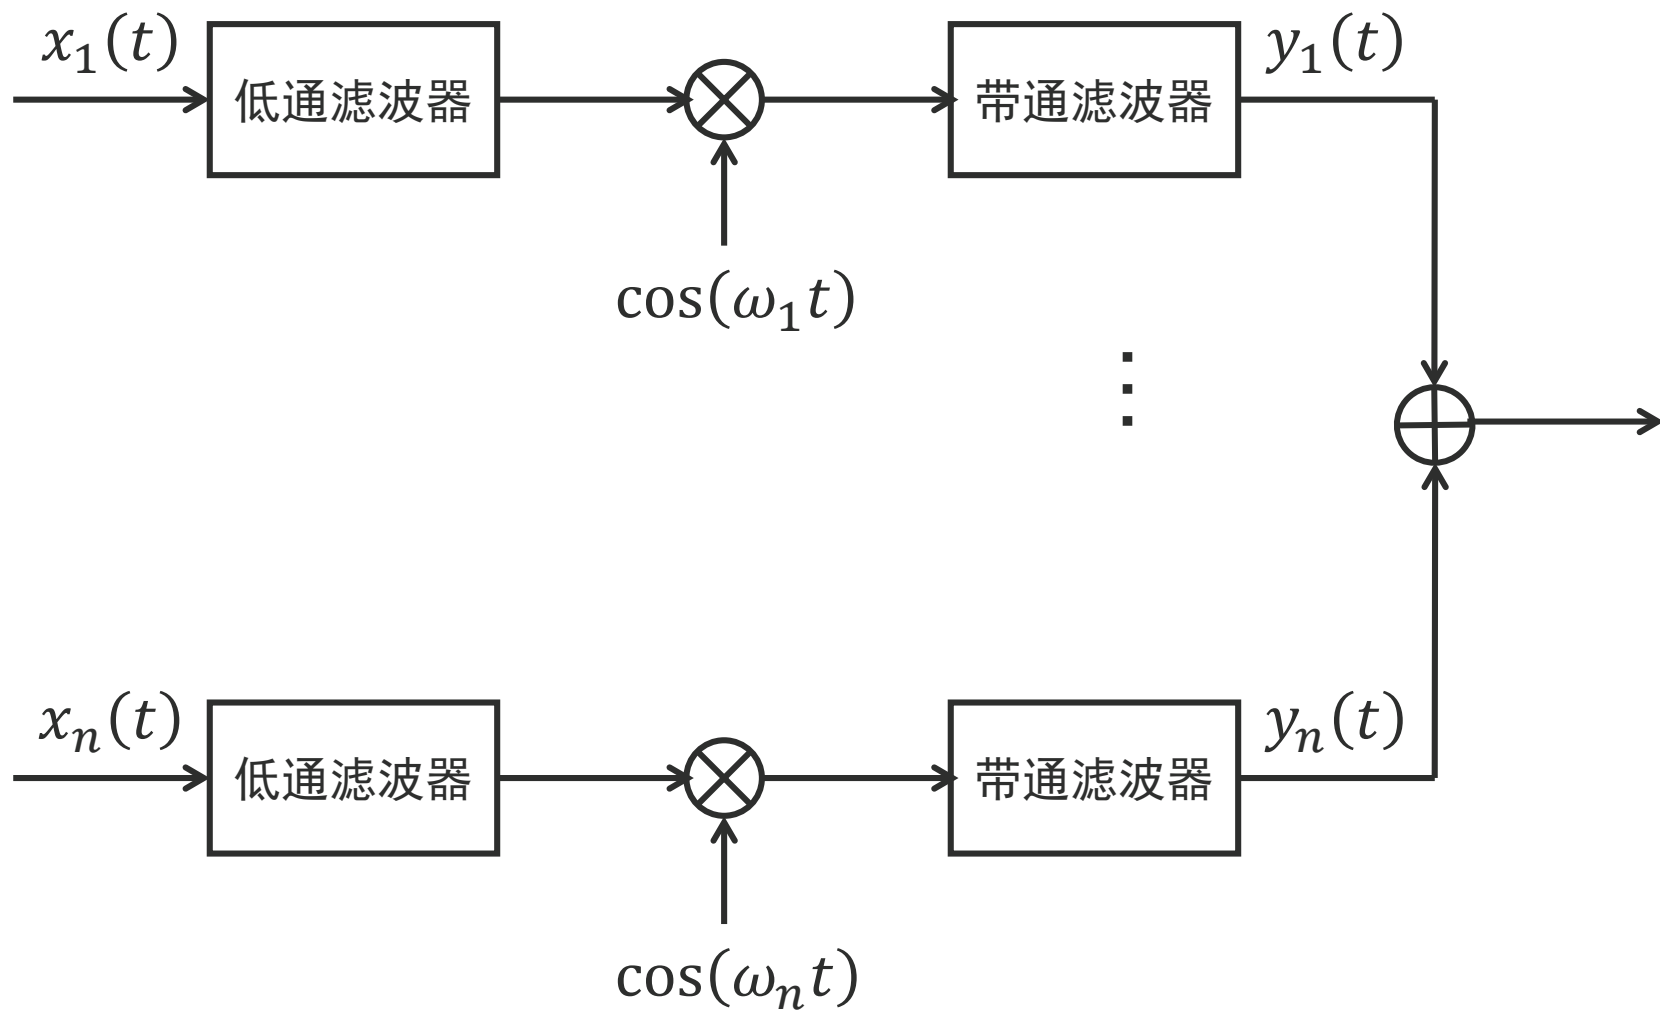 x₁(t)
低通滤波器
带通滤波器
y₁(t)
cos(ω₁t)
⋮
xₙ(t)
低通滤波器
带通滤波器
yₙ(t)
cos(ωₙt)